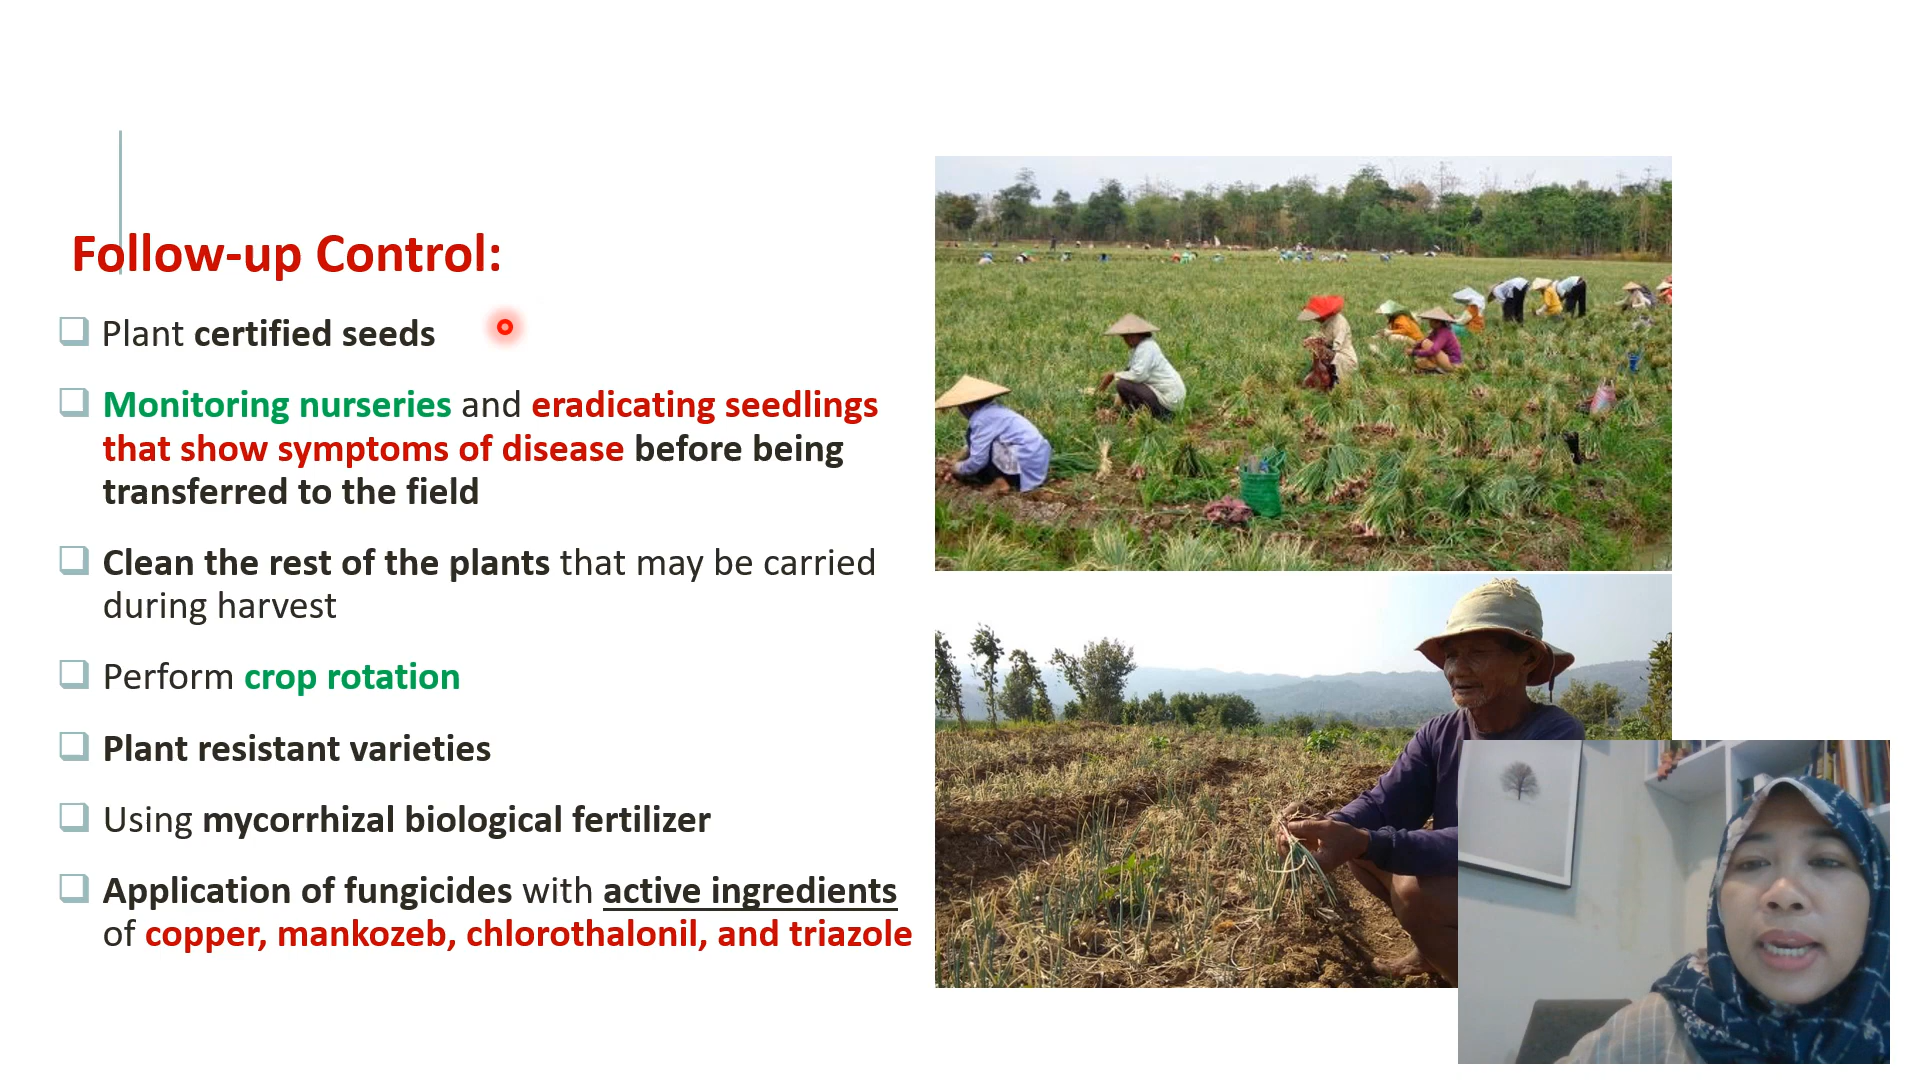 Follow-up Control:
Plant certified seeds
Monitoring nurseries and eradicating seedlings
that show symptoms of disease before being
transferred to the field
Clean the rest of the plants that may be carried
during harvest
Perform crop rotation
Plant resistant varieties
Using mycorrhizal biological fertilizer
Application of fungicides with active ingredients
of copper, mankozeb, chlorothalonil, and triazole